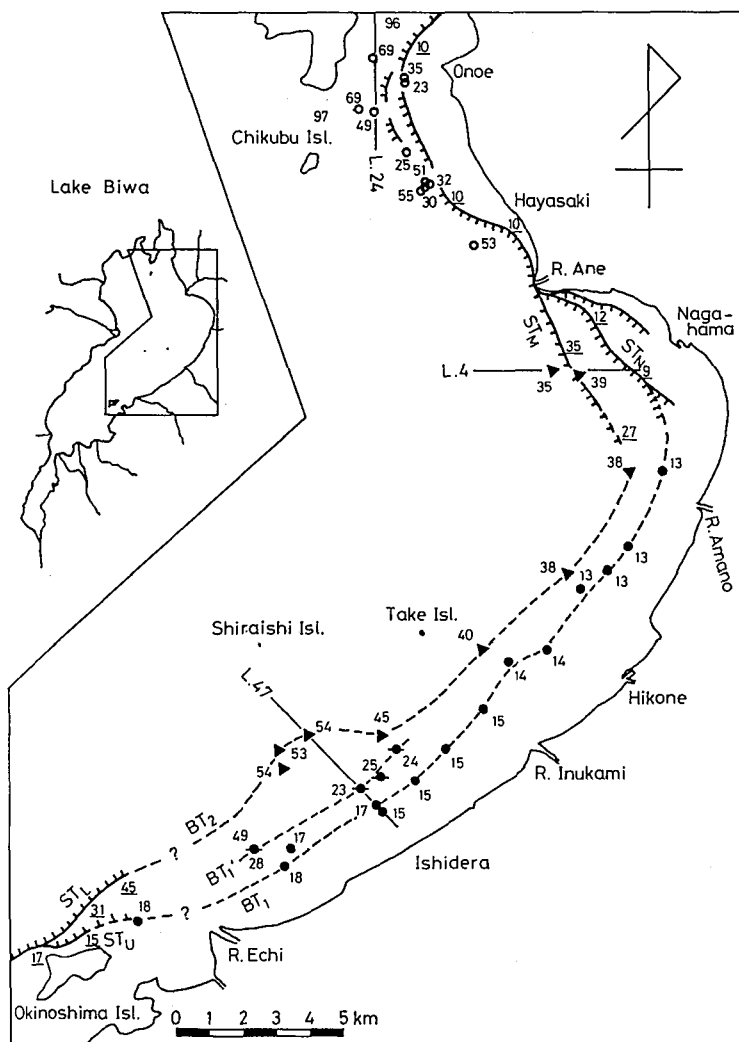 96
69
35
10
Onoe
23
69
97
49
Chikubu Isl.
L.24
25
51
32
55
30
10
Hayasaki
10
53
Lake Biwa
R. Ane
Naga-
hama
12
STM
STN
35
9
L.4
35
39
27
38
13
R. Amano
13
38
13
13
Take Isl.
Shiraishi Isl.
40
14
14
L.47
Hikone
54
45
15
53
54
24
15
R. Inukami
25
23
15
17
15
BT2
49
17
Ishidera
28
BT1'
18
BT1
?
STL
45
31
18
?
15
STU
17
R. Echi
Okinoshima Isl.
0 1 2 3 4 5 km